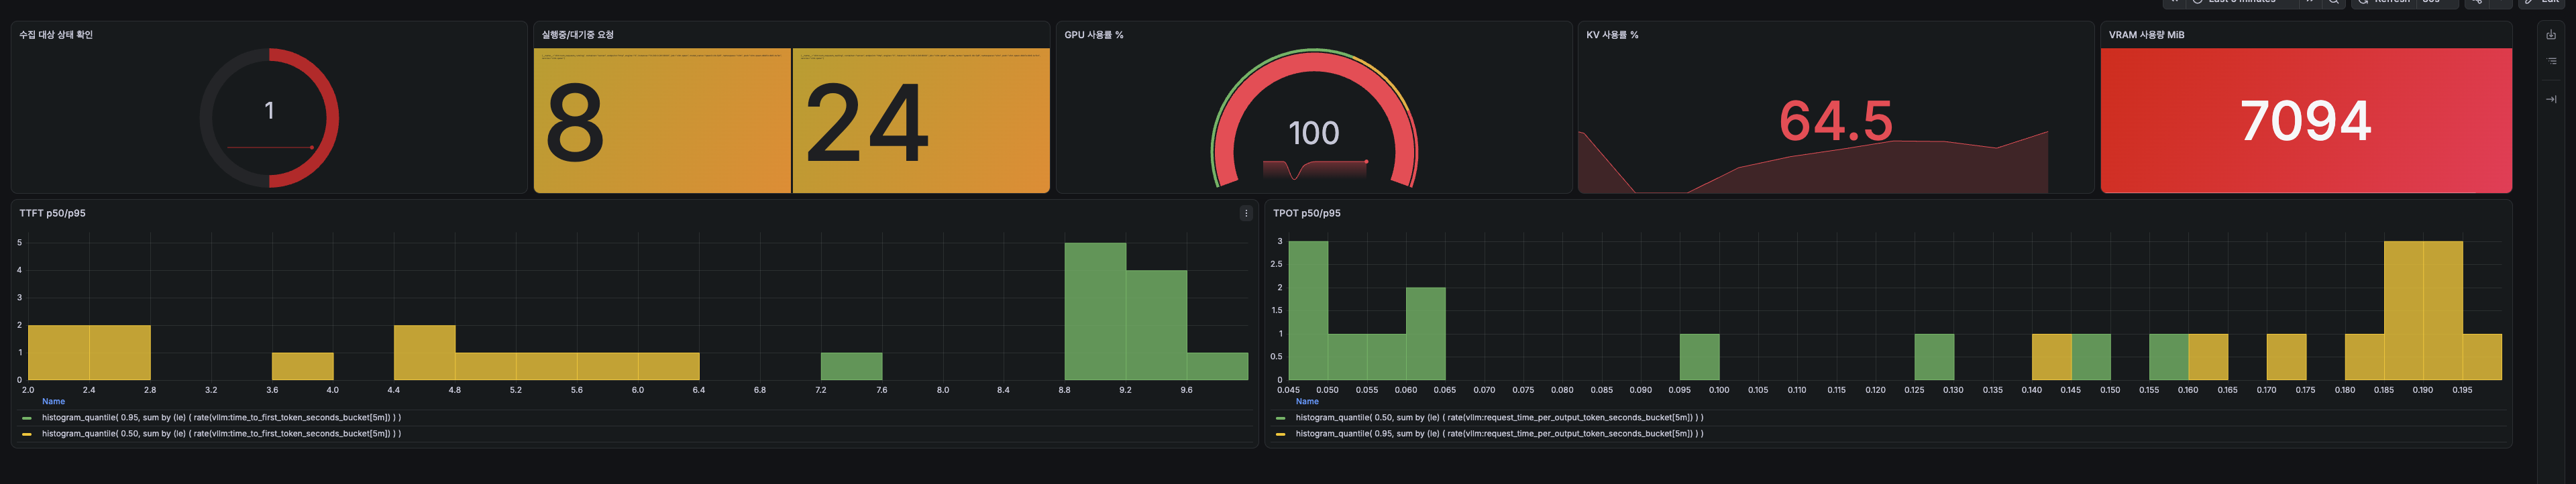 Last 5 minutes
Refresh
30s
Edit
수집 대상 상태 확인
1
실행중/대기중 요청
8
24
GPU 사용률 %
100
KV 사용률 %
64.5
VRAM 사용량 MiB
7094
TTFT p50/p95
5
4
3
2
1
0
2.0 2.4 2.8 3.2 3.6 4.0 4.4 4.8 5.2 5.6 6.0 6.4 6.8 7.2 7.6 8.0 8.4 8.8 9.2 9.6
Name
histogram_quantile( 0.95, sum by (le) ( rate(vllm:time_to_first_token_seconds_bucket[5m]) ) )
histogram_quantile( 0.50, sum by (le) ( rate(vllm:time_to_first_token_seconds_bucket[5m]) ) )
TPOT p50/p95
3
2.5
2
1.5
1
0.5
0
0.045 0.050 0.055 0.060 0.065 0.070 0.075 0.080 0.085 0.090 0.095 0.100 0.105 0.110 0.115 0.120 0.125 0.130 0.135 0.140 0.145 0.150 0.155 0.160 0.165 0.170 0.175 0.180 0.185 0.190 0.195
Name
histogram_quantile( 0.50, sum by (le) ( rate(vllm:request_time_per_output_token_seconds_bucket[5m]) ) )
histogram_quantile( 0.95, sum by (le) ( rate(vllm:request_time_per_output_token_seconds_bucket[5m]) ) )